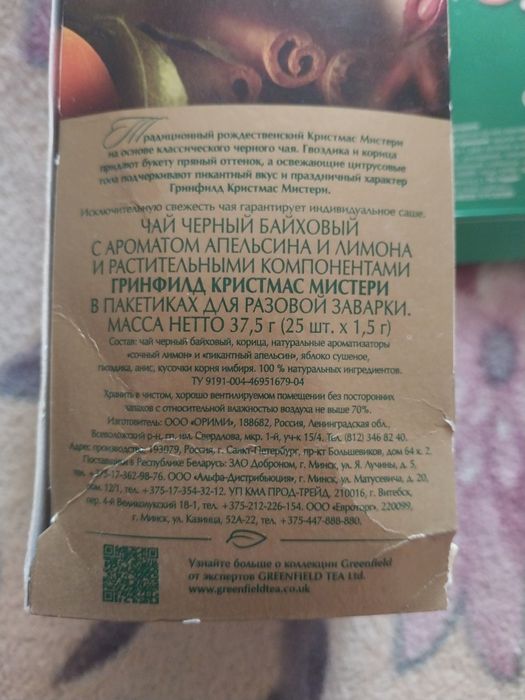 Традиционный рождественский Кристмас Мистери
на основе классического черного чая. Гвоздика и корица
придают букету пряный оттенок, а освежающие цитрусовые
тона подчеркивают пикантный вкус и праздничный характер
Гринфилд Кристмас Мистери.
Исключительную свежесть чая гарантирует индивидуальное саше.
ЧАЙ ЧЕРНЫЙ БАЙХОВЫЙ
С АРОМАТОМ АПЕЛЬСИНА И ЛИМОНА
И РАСТИТЕЛЬНЫМИ КОМПОНЕНТАМИ
ГРИНФИЛД КРИСТМАС МИСТЕРИ
В ПАКЕТИКАХ ДЛЯ РАЗОВОЙ ЗАВАРКИ.
МАССА НЕТТО 37,5 г (25 шт. х 1,5 г)
Состав: чай черный байховый, корица, натуральные ароматизаторы
«сочный лимон» и «пикантный апельсин», яблоко сушеное,
гвоздика, анис, кусочки корня имбиря. 100 % натуральных ингредиентов.
ТУ 9191-004-46951679-04
Хранить в чистом, хорошо вентилируемом помещении без посторонних
запахов с относительной влажностью воздуха не выше 70%.
Изготовитель: ООО «ОРИМИ», 188682, Россия, Ленинградская обл.,
Всеволожский р-н, гп. им. Свердлова, мкр. 1-й, уч-к 15/4. Тел. (812) 346 82 40.
Адрес производства: 193079, Россия, г. Санкт-Петербург, пр-кт Большевиков, дом 64 к. 2.
Поставщики в Республику Беларусь: ЗАО Доброном, г. Минск, ул. Я. Лучины, д. 5,
тел. +375-17-362-98-76. ООО «Альфа-Дистрибьюция», г. Минск, ул. Матусевича, д. 20,
пом. 12/1, тел. +375-17-354-32-12. УП КМА ПРОД-ТРЕЙД, 210016, г. Витебск,
пер. 4-й Великолукский 18-1, тел. +375-212-226-154. ООО «Евроторг», 220099,
г. Минск, ул. Казинца, 52А-22, тел. +375-447-888-880.
Узнайте больше о коллекции Greenfield
от экспертов GREENFIELD TEA Ltd.
www.greenfieldtea.co.uk